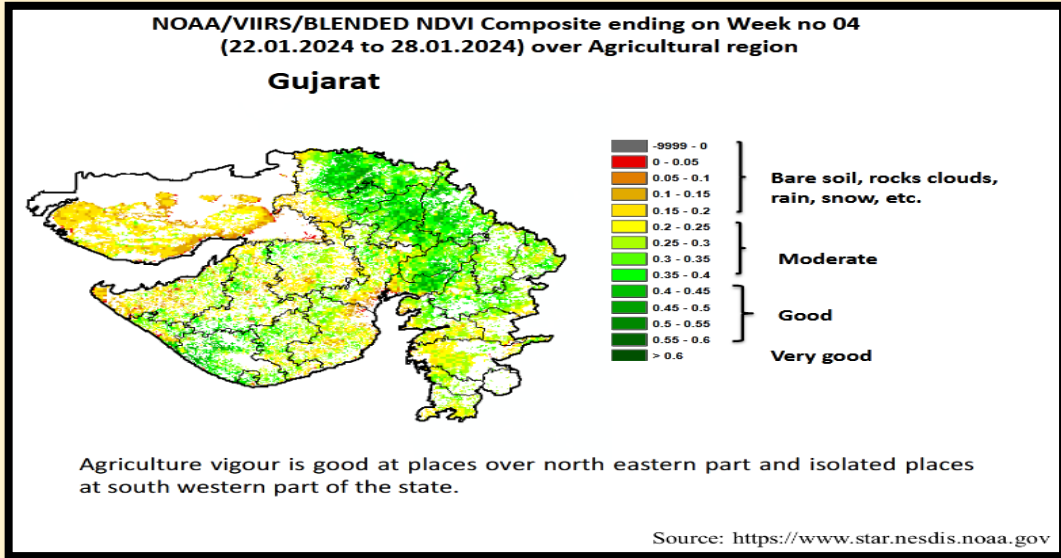 NOAA/VIIRS/BLENDED NDVI Composite ending on Week no 04
(22.01.2024 to 28.01.2024) over Agricultural region
Gujarat
-9999 - 0
0 - 0.05
0.05 - 0.1
0.1 - 0.15
0.15 - 0.2
0.2 - 0.25
0.25 - 0.3
0.3 - 0.35
0.35 - 0.4
0.4 - 0.45
0.45 - 0.5
0.5 - 0.55
0.55 - 0.6
> 0.6
Bare soil, rocks clouds,
rain, snow, etc.
Moderate
Good
Very good
Agriculture vigour is good at places over north eastern part and isolated places
at south western part of the state.
Source: https://www.star.nesdis.noaa.gov